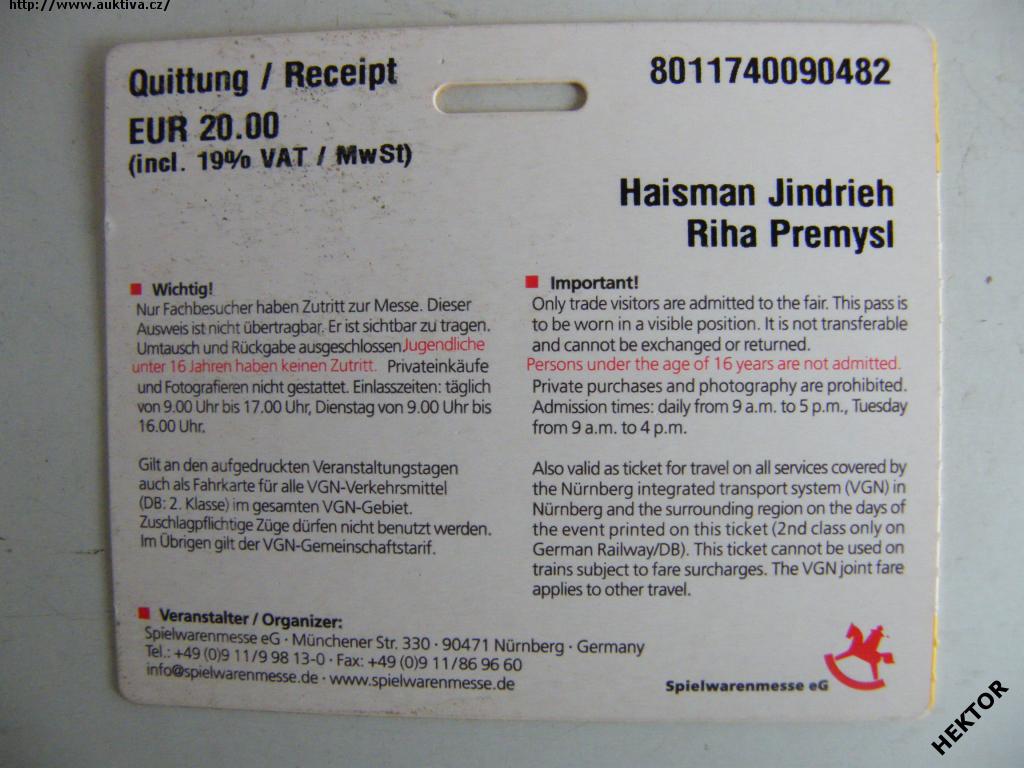 http://www.auktiva.cz/
Quittung / Receipt
EUR 20.00
(incl. 19% VAT / MwSt)
8011740090482
Haisman Jindrieh
Riha Premysl
Wichtig!
Nur Fachbesucher haben Zutritt zur Messe. Dieser
Ausweis ist nicht übertragbar. Er ist sichtbar zu tragen.
Umtausch und Rückgabe ausgeschlossen.Jugendliche
unter 16 Jahren haben keinen Zutritt. Privateinkäufe
und Fotografieren nicht gestattet. Einlasszeiten: täglich
von 9.00 Uhr bis 17.00 Uhr, Dienstag von 9.00 Uhr bis
16.00 Uhr.
Gilt an den aufgedruckten Veranstaltungstagen
auch als Fahrkarte für alle VGN-Verkehrsmittel
(DB: 2. Klasse) im gesamten VGN-Gebiet.
Zuschlagpflichtige Züge dürfen nicht benutzt werden.
Im Übrigen gilt der VGN-Gemeinschaftstarif.
Important!
Only trade visitors are admitted to the fair. This pass is
to be worn in a visible position. It is not transferable
and cannot be exchanged or returned.
Persons under the age of 16 years are not admitted.
Private purchases and photography are prohibited.
Admission times: daily from 9 a.m. to 5 p.m., Tuesday
from 9 a.m. to 4 p.m.
Also valid as ticket for travel on all services covered by
the Nürnberg integrated transport system (VGN) in
Nürnberg and the surrounding region on the days of
the event printed on this ticket (2nd class only on
German Railway/DB). This ticket cannot be used on
trains subject to fare surcharges. The VGN joint fare
applies to other travel.
Veranstalter / Organizer:
Spielwarenmesse eG · Münchener Str. 330 · 90471 Nürnberg · Germany
Tel.: +49 (0)9 11/9 98 13-0 · Fax: +49 (0)9 11/86 96 60
info@spielwarenmesse.de · www.spielwarenmesse.de
Spielwarenmesse eG
HEKTOR